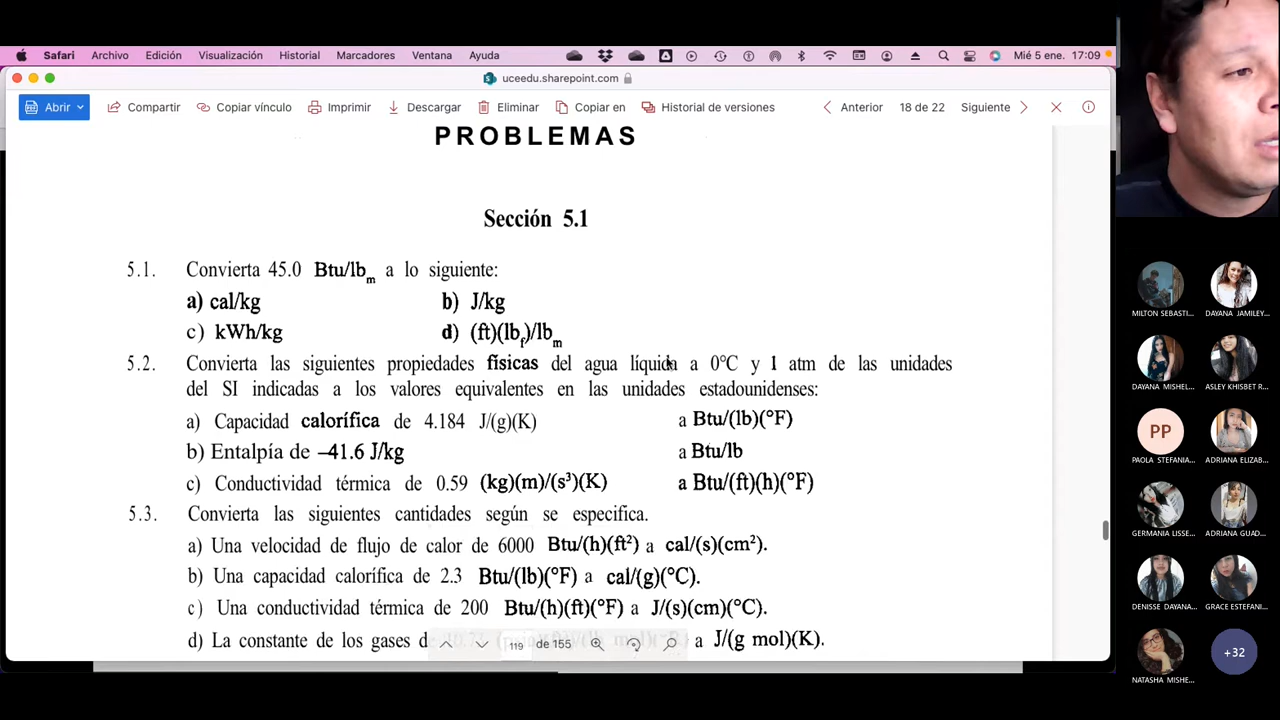 Safari Archivo Edición Visualización Historial Marcadores Ventana Ayuda Mié 5 ene. 17:09
uceedu.sharepoint.com
Abrir Compartir Copiar vínculo Imprimir Descargar Eliminar Copiar en Historial de versiones Anterior 18 de 22 Siguiente
PROBLEMAS
Sección 5.1
5.1. Convierta 45.0 Btu/lbm a lo siguiente:
a) cal/kg b) J/kg
c) kWh/kg d) (ft)(lbf)/lbm
5.2. Convierta las siguientes propiedades físicas del agua líquida a 0°C y 1 atm de las unidades
del SI indicadas a los valores equivalentes en las unidades estadounidenses:
a) Capacidad calorífica de 4.184 J/(g)(K) a Btu/(lb)(°F)
b) Entalpía de –41.6 J/kg a Btu/lb
c) Conductividad térmica de 0.59 (kg)(m)/(s³)(K) a Btu/(ft)(h)(°F)
5.3. Convierta las siguientes cantidades según se especifica.
a) Una velocidad de flujo de calor de 6000 Btu/(h)(ft²) a cal/(s)(cm²).
b) Una capacidad calorífica de 2.3 Btu/(lb)(°F) a cal/(g)(°C).
c) Una conductividad térmica de 200 Btu/(h)(ft)(°F) a J/(s)(cm)(°C).
d) La constante de los gases a J/(g mol)(K).
119 de 155
MILTON SEBASTI...
DAYANA JAMILEY...
DAYANA MISHEL...
ASLEY KHISBET R...
PP
PAOLA STEFANIA...
ADRIANA ELIZAB...
GERMANIA LISSE...
ADRIANA GUAD...
DENISSE DAYANA...
GRACE ESTEFANI...
NATASHA MISHE...
+32